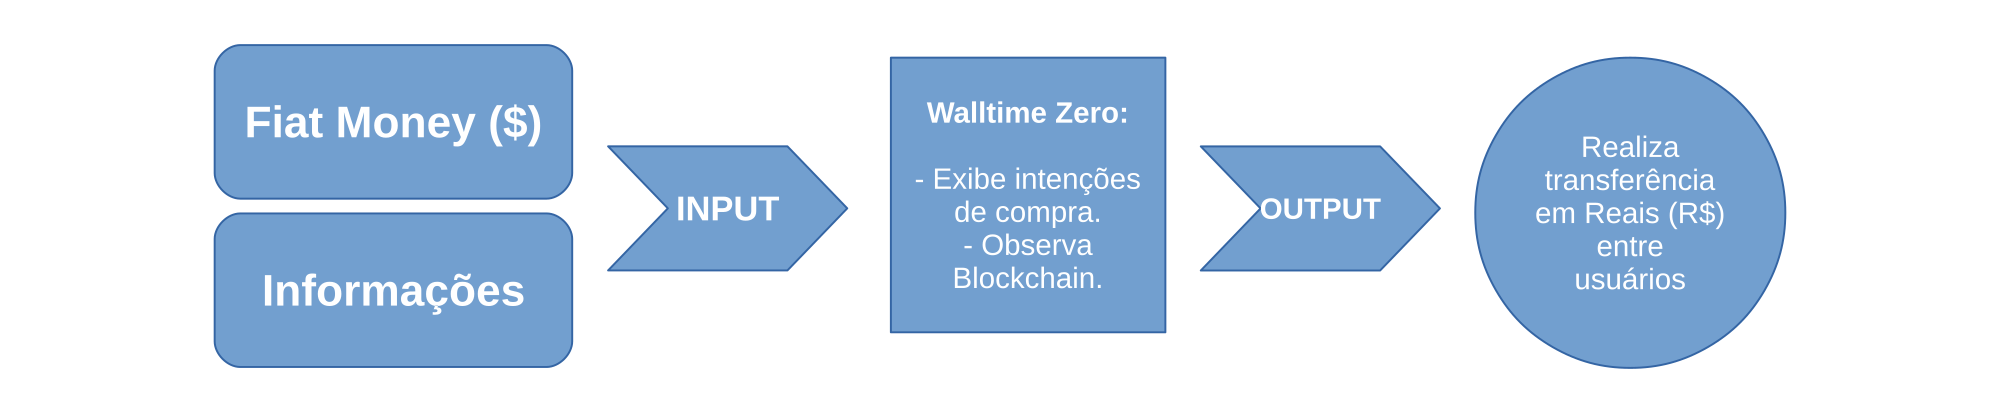 Fiat Money ($)
Informações
INPUT
Walltime Zero:
- Exibe intenções
de compra.
- Observa
Blockchain.
OUTPUT
Realiza
transferência
em Reais (R$)
entre
usuários